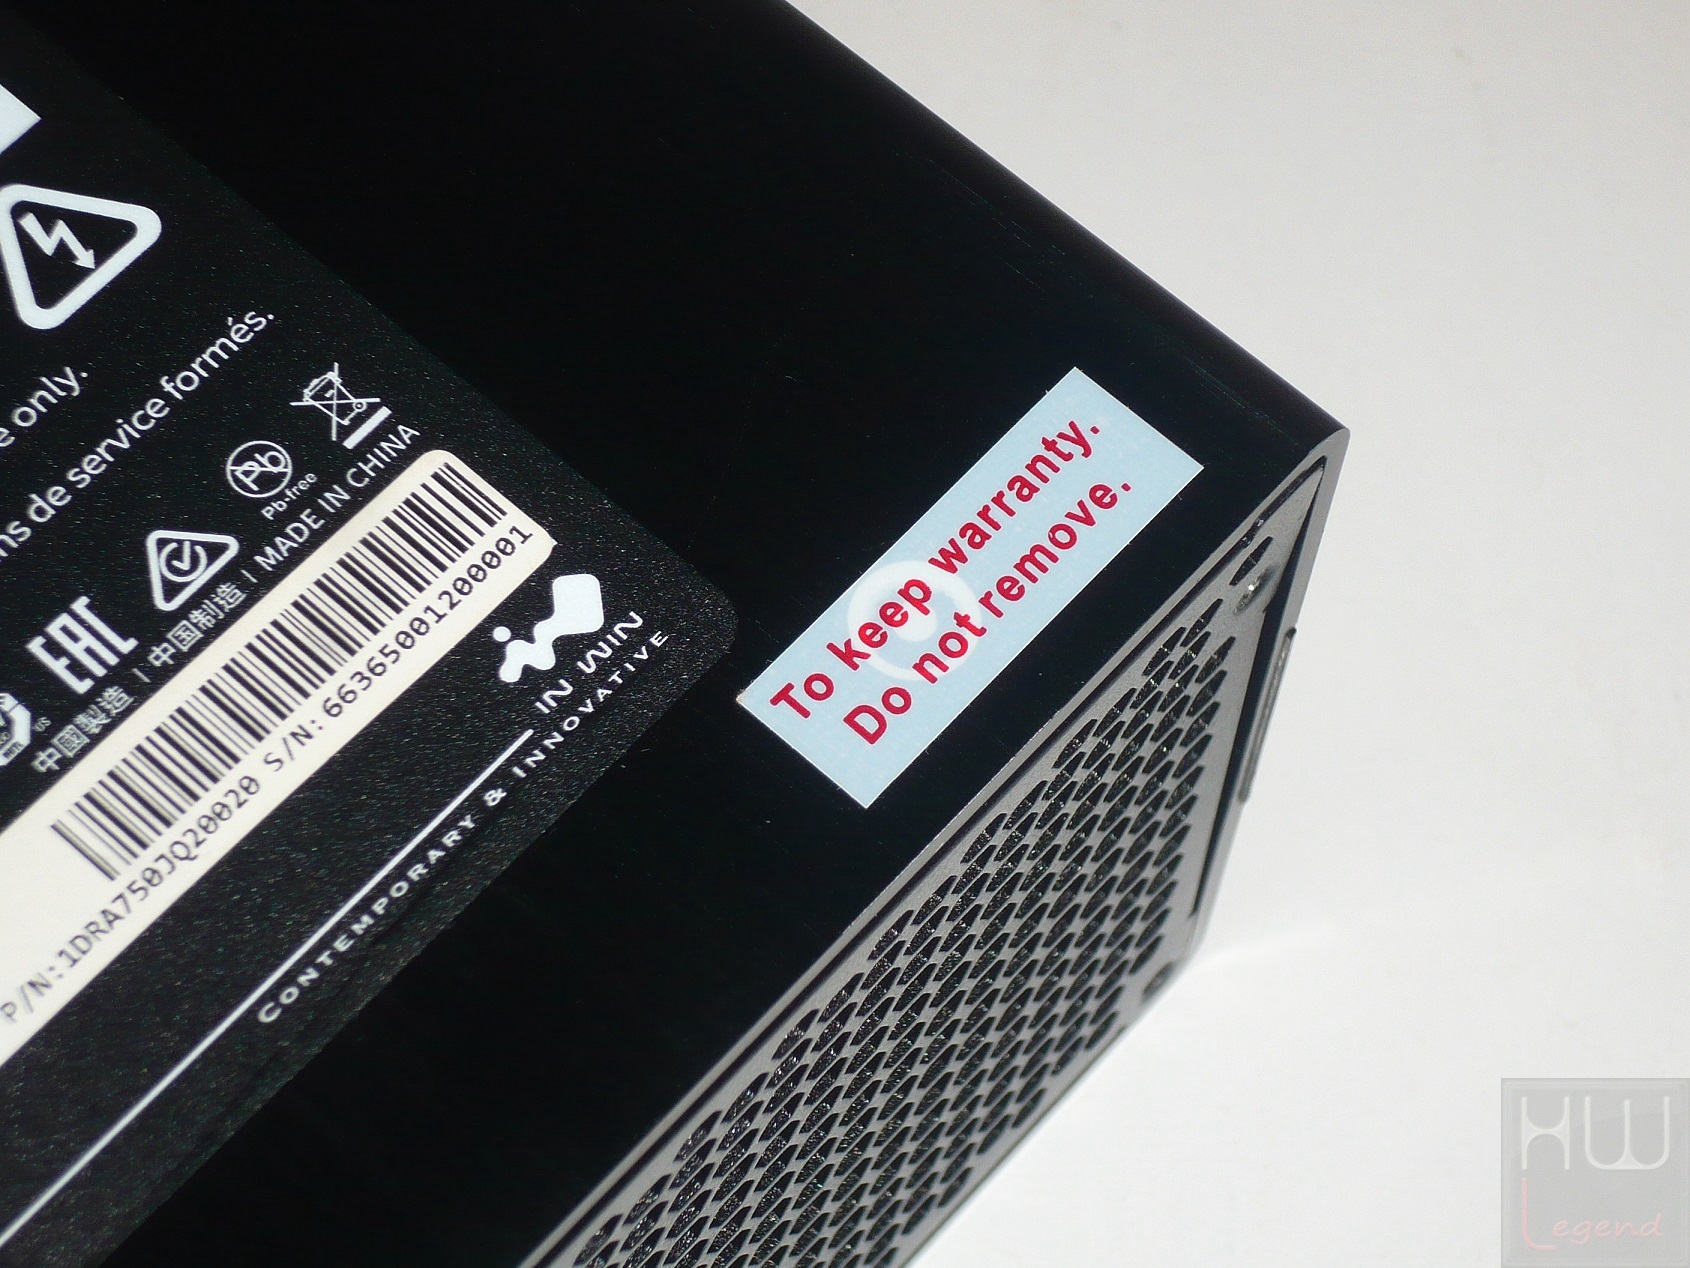 e only.
ns de service formés.
Pb
Pb-free
EAC
US
中國製造 | 中国制造 | MADE IN CHINA
P/N:1DRA750JQ20020 S/N:66365001200001
IN WIN
CONTEMPORARY & INNOVATIVE
To keep warranty.
Do not remove.
HW
Legend